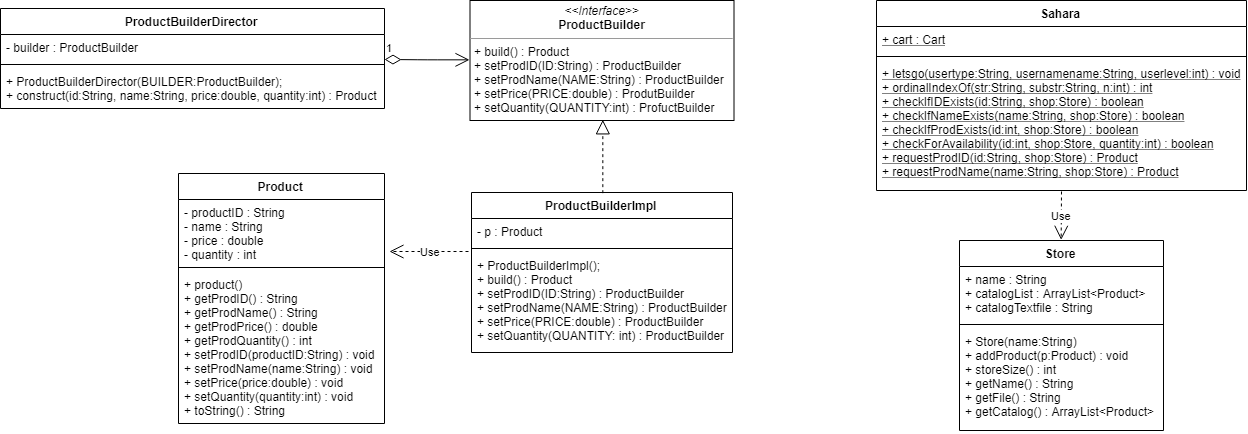 ProductBuilderDirector
- builder : ProductBuilder
+ ProductBuilderDirector(BUILDER:ProductBuilder);
+ construct(id:String, name:String, price:double, quantity:int) : Product
1
<<Interface>>
ProductBuilder
+ build() : Product
+ setProdID(ID:String) : ProductBuilder
+ setProdName(NAME:String) : ProductBuilder
+ setPrice(PRICE:double) : ProdutBuilder
+ setQuantity(QUANTITY:int) : ProfuctBuilder
Product
- productID : String
- name : String
- price : double
- quantity : int
+ product()
+ getProdID() : String
+ getProdName() : String
+ getProdPrice() : double
+ getProdQuantity() : int
+ setProdID(productID:String) : void
+ setProdName(name:String) : void
+ setPrice(price:double) : void
+ setQuantity(quantity:int) : void
+ toString() : String
Use
ProductBuilderImpl
- p : Product
+ ProductBuilderImpl();
+ build() : Product
+ setProdID(ID:String) : ProductBuilder
+ setProdName(NAME:String) : ProductBuilder
+ setPrice(PRICE:double) : ProductBuilder
+ setQuantity(QUANTITY: int) : ProductBuilder
Sahara
+ cart : Cart
+ letsgo(usertype:String, usernamename:String, userlevel:int) : void
+ ordinalIndexOf(str:String, substr:String, n:int) : int
+ checkIfIDExists(id:String, shop:Store) : boolean
+ checkIfNameExists(name:String, shop:Store) : boolean
+ checkIfProdExists(id:int, shop:Store) : boolean
+ checkForAvailability(id:int, shop:Store, quantity:int) : boolean
+ requestProdID(id:String, shop:Store) : Product
+ requestProdName(name:String, shop:Store) : Product
Use
Store
+ name : String
+ catalogList : ArrayList<Product>
+ catalogTextfile : String
+ Store(name:String)
+ addProduct(p:Product) : void
+ storeSize() : int
+ getName() : String
+ getFile() : String
+ getCatalog() : ArrayList<Product>